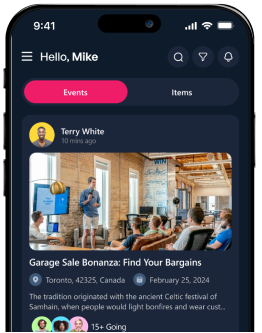 9:41
Hello, Mike
Events
Items
Terry White
10 mins ago
Garage Sale Bonanza: Find Your Bargains
Toronto, 42325, Canada
February 25, 2024
The tradition originated with the ancient Celtic festival of
Samhain, when people would light bonfires and wear cust...
15+ Going